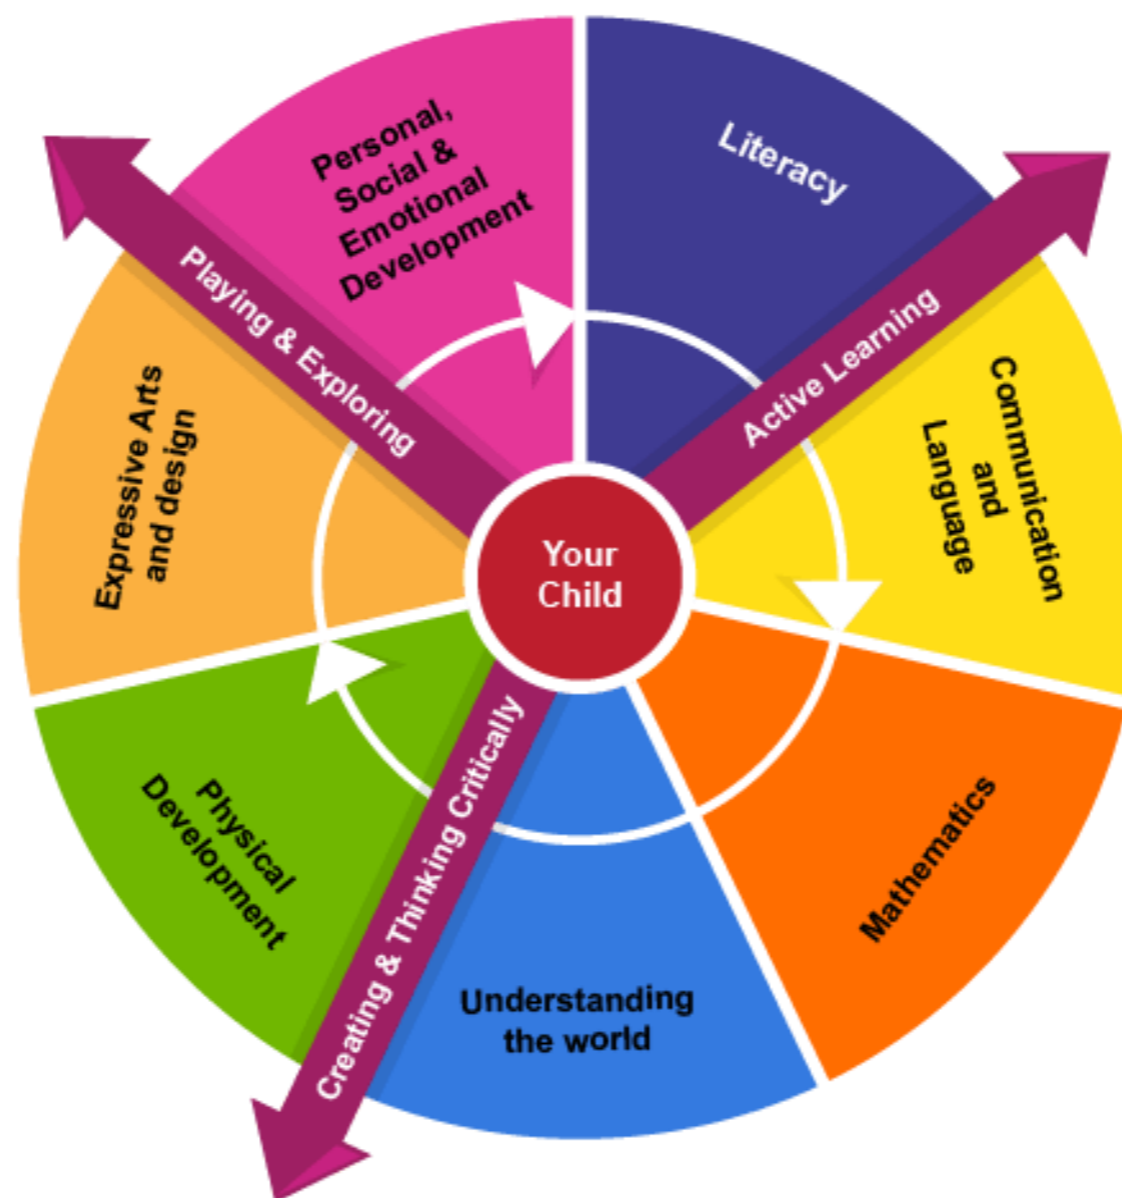 Personal,
Social &
Emotional
Development
Literacy
Playing & Exploring
Active Learning
Expressive Arts
and design
Communication
and
Language
Your
Child
Physical
Development
Creating & Thinking Critically
Mathematics
Understanding
the world